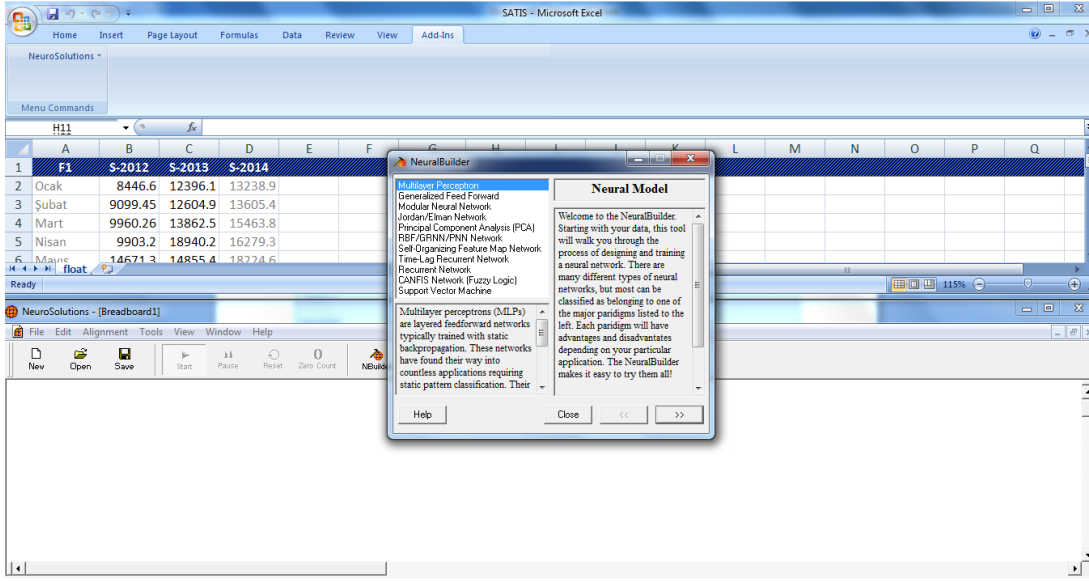 SATIS - Microsoft Excel
Home Insert Page Layout Formulas Data Review View Add-Ins
NeuroSolutions
Menu Commands
H11 fx
A B C D E F G H I J K L M N O P Q
1 F1 S-2012 S-2013 S-2014
2 Ocak 8446.6 12396.1 13238.9
3 Şubat 9099.45 12604.9 13605.4
4 Mart 9960.26 13862.5 15463.8
5 Nisan 9903.2 18940.2 16279.3
6 Mayıs 14671.3 14855.4 18224.6
float
Ready 115%
NeuroSolutions - [Breadboard1]
File Edit Alignment Tools View Window Help
New Open Save Start Pause Reset Zero Count NBuilde
NeuralBuilder
Multilayer Perceptron
Generalized Feed Forward
Modular Neural Network
Jordan/Elman Network
Principal Component Analysis (PCA)
RBF/GRNN/PNN Network
Self-Organizing Feature Map Network
Time-Lag Recurrent Network
Recurrent Network
CANFIS Network (Fuzzy Logic)
Support Vector Machine
Multilayer perceptrons (MLPs)
are layered feedforward networks
typically trained with static
backpropagation. These networks
have found their way into
countless applications requiring
static pattern classification. Their
Neural Model
Welcome to the NeuralBuilder.
Starting with your data, this tool
will walk you through the
process of designing and training
a neural network. There are
many different types of neural
networks, but most can be
classified as belonging to one of
the major paridigms listed to the
left. Each paridigm will have
advantages and disadvantates
depending on your particular
application. The NeuralBuilder
makes it easy to try them all!
Help Close << >>